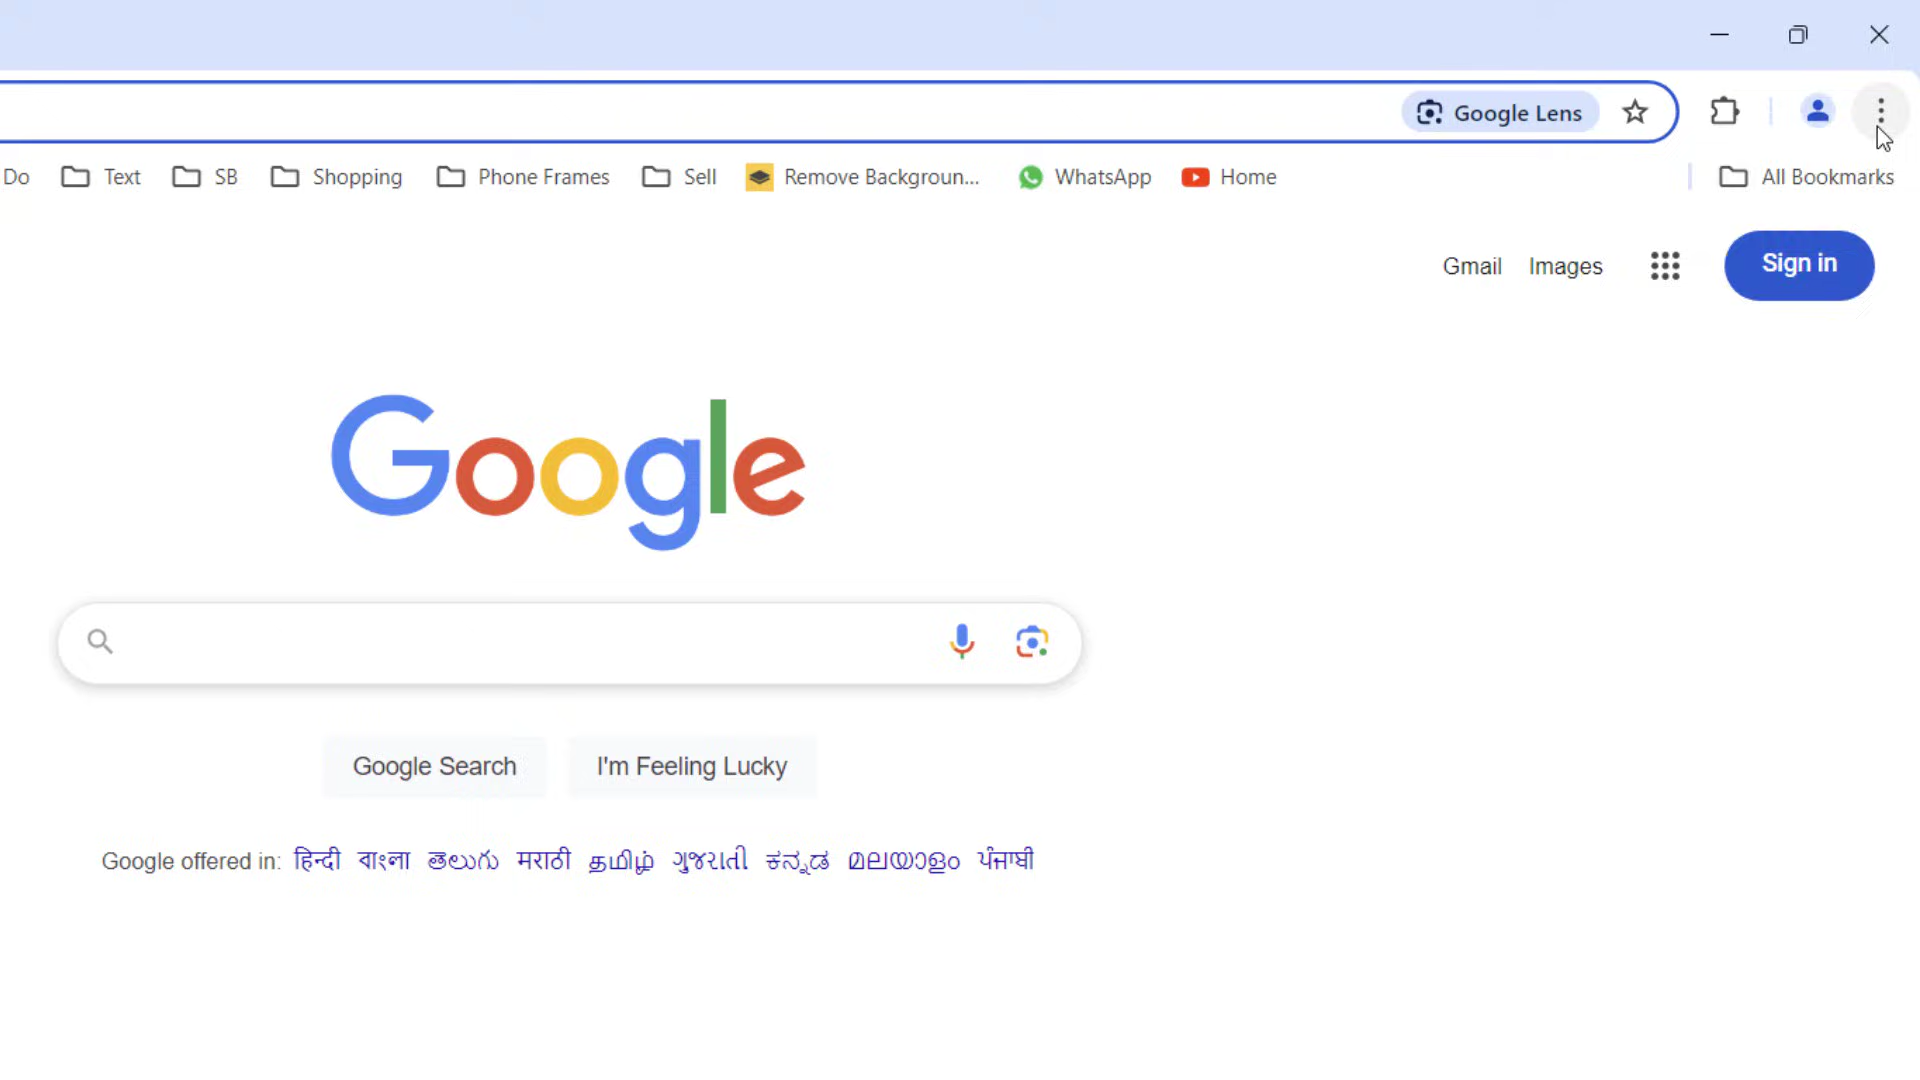 Google Lens
Do Text SB Shopping Phone Frames Sell Remove Backgroun... WhatsApp Home All Bookmarks
Gmail Images Sign in
Google
Google Search I'm Feeling Lucky
Google offered in: हिन्दी বাংলা తెలుగు मराठी தமிழ் ગુજરાતી ಕನ್ನಡ മലയാളം ਪੰਜਾਬੀ